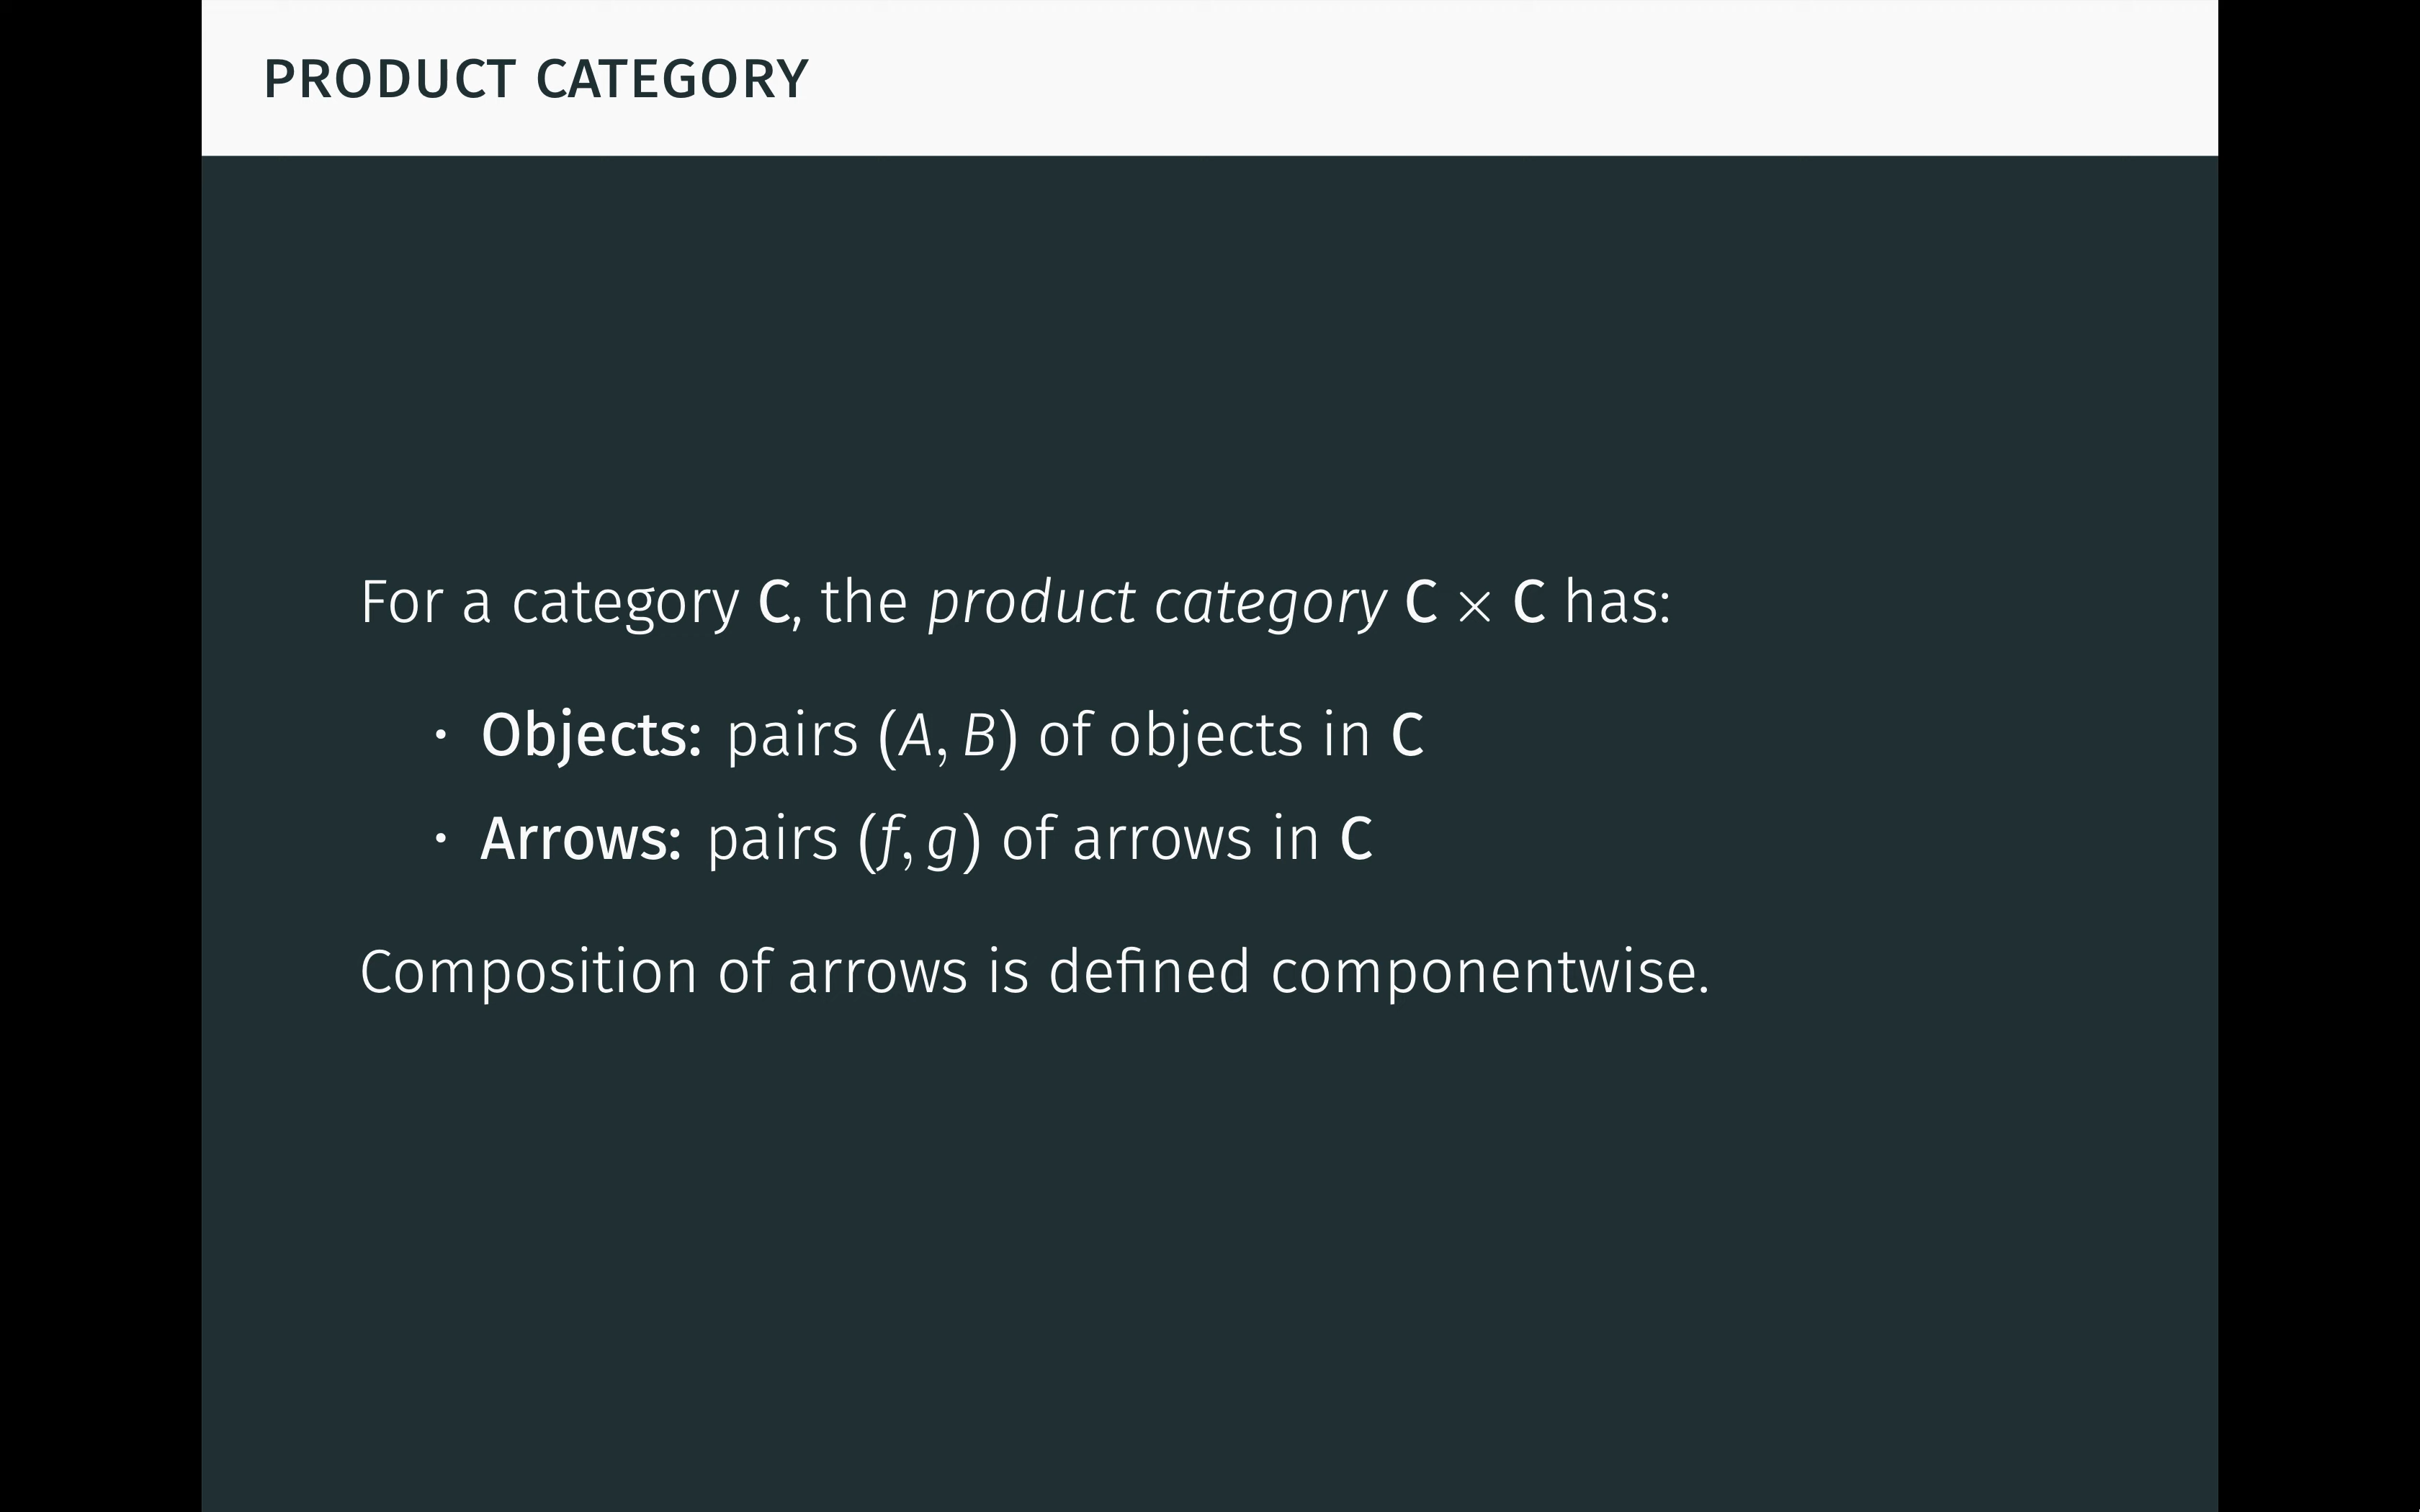 PRODUCT CATEGORY
For a category C, the product category C × C has:
· Objects: pairs (A, B) of objects in C
· Arrows: pairs (f, g) of arrows in C
Composition of arrows is defined componentwise.